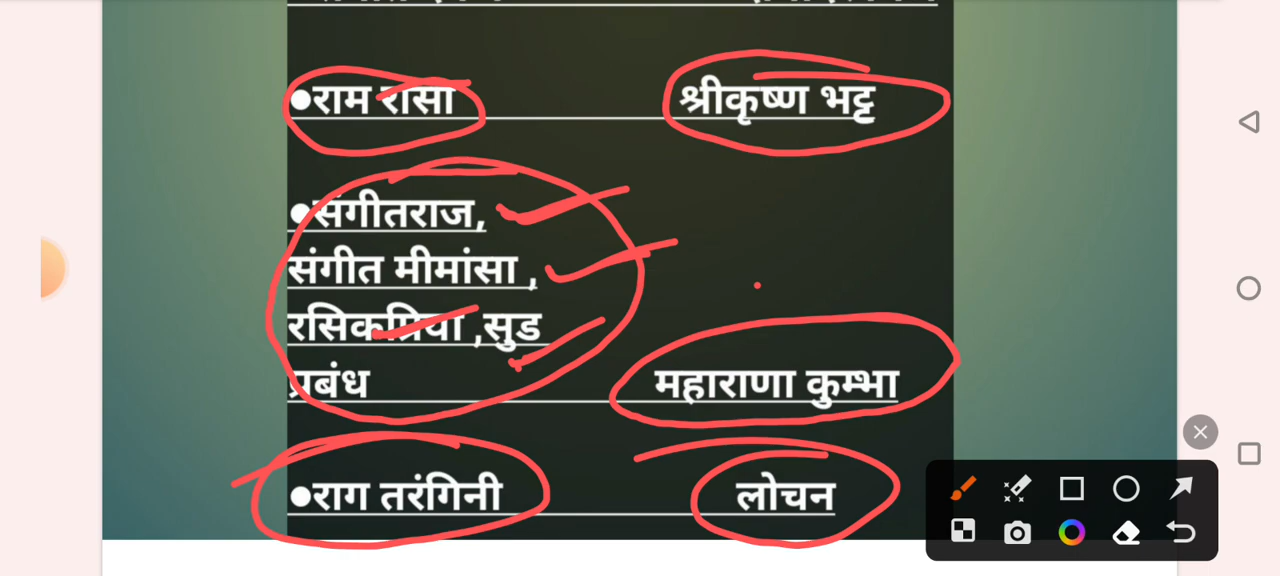 ●राम रासा श्रीकृष्ण भट्ट
●संगीतराज,
संगीत मीमांसा ,
रसिकप्रिया ,सुड
प्रबंध महाराणा कुम्भा
●राग तरंगिनी लोचन